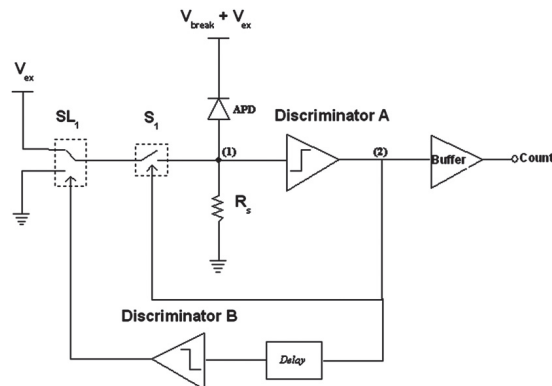 V_break + V_ex
V_ex
SL_1
S_1
APD
Discriminator A
(1)
(2)
Buffer
Count
R_s
Discriminator B
Delay